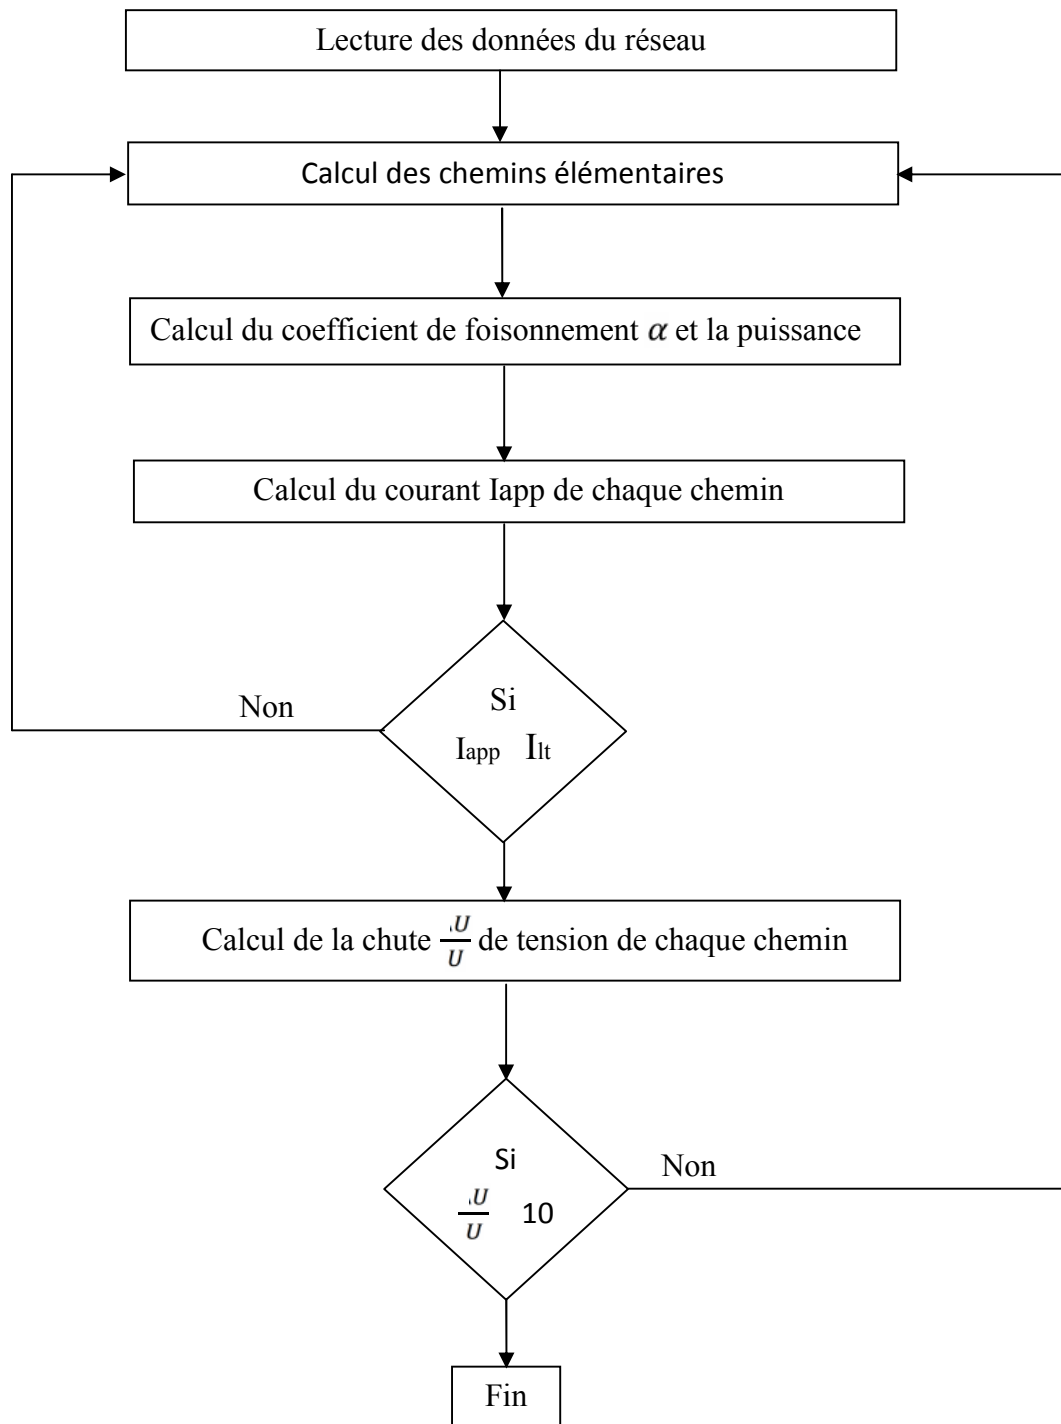 Lecture des données du réseau
Calcul des chemins élémentaires
Calcul du coefficient de foisonnement α et la puissance
Calcul du courant Iapp de chaque chemin
Si
Non
Iapp Ilt
Calcul de la chute U/U de tension de chaque chemin
Si
Non
U/U 10
Fin